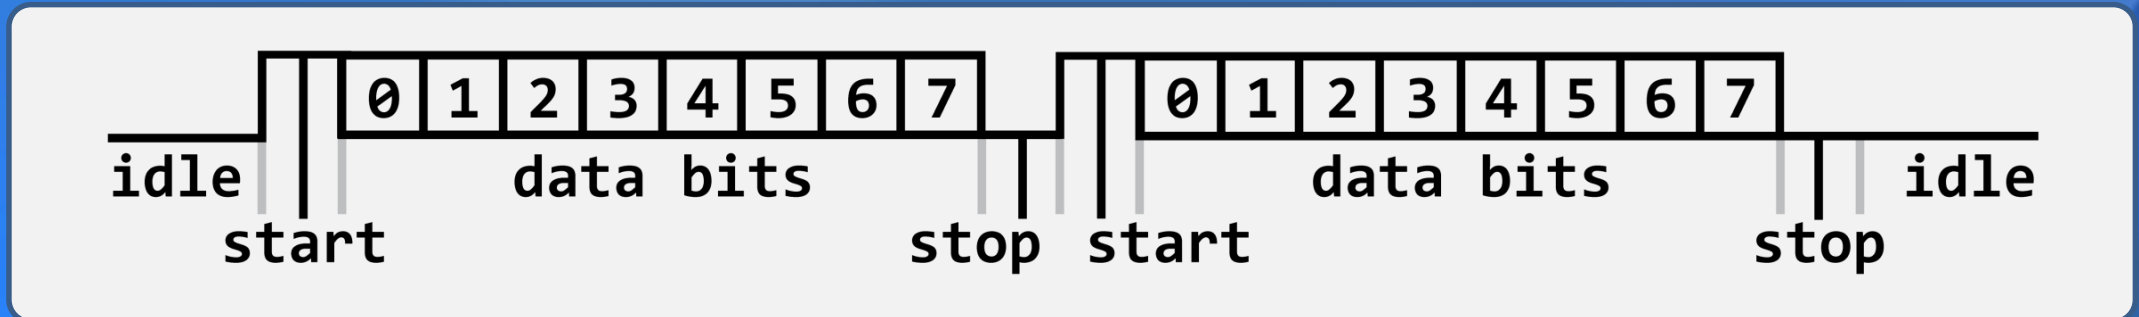 0 1 2 3 4 5 6 7 0 1 2 3 4 5 6 7
idle data bits data bits idle
start stop start stop